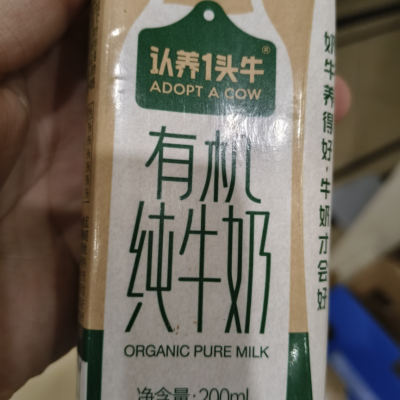 认养1头牛®
ADOPT A COW
有机
纯牛奶
ORGANIC PURE MILK
净含量:200mL
奶牛养得好,牛奶才会好